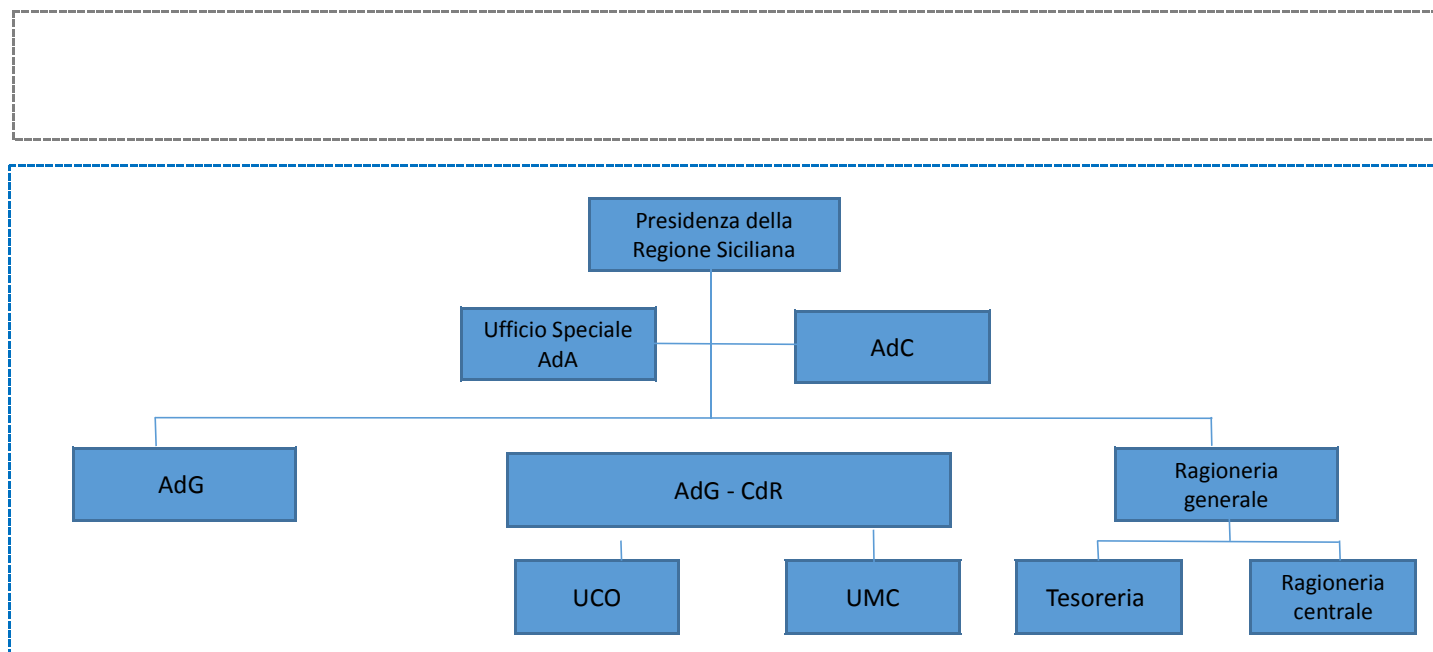 Presidenza della
Regione Siciliana
Ufficio Speciale
AdA
AdC
AdG
AdG - CdR
Ragioneria
generale
UCO
UMC
Tesoreria
Ragioneria
centrale